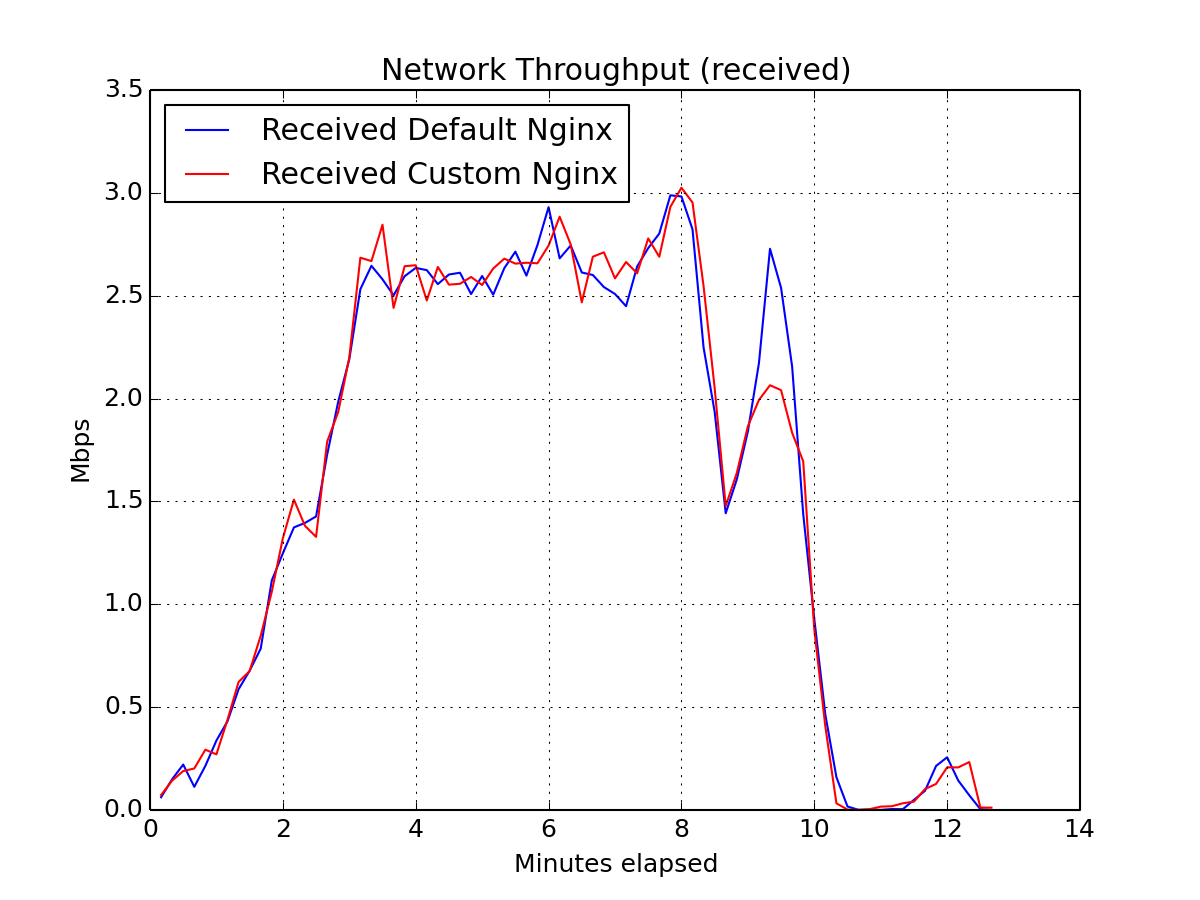 Network Throughput (received)
Received Default Nginx
Received Custom Nginx
3.5
3.0
2.5
2.0
1.5
1.0
0.5
0.0
Mbps
0 2 4 6 8 10 12 14
Minutes elapsed